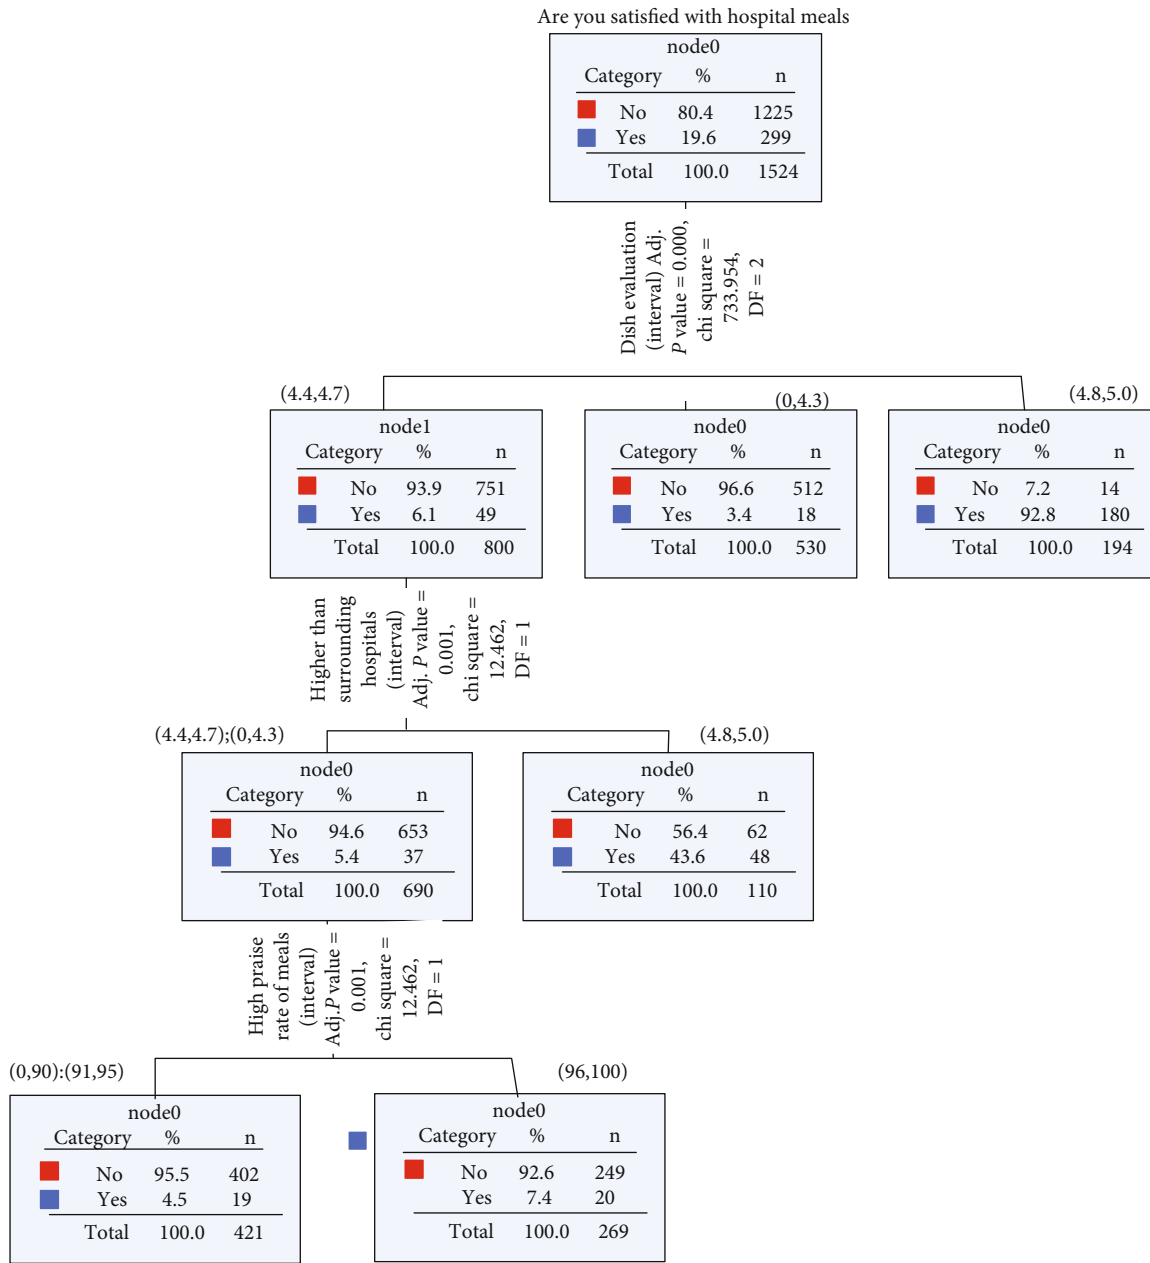 Are you satisfied with hospital meals
node0
Category % n
No 80.4 1225
Yes 19.6 299
Total 100.0 1524
Dish evaluation
(interval) Adj.
P value = 0.000,
chi square =
733.954,
DF = 2
(4.4,4.7)
node1
Category % n
No 93.9 751
Yes 6.1 49
Total 100.0 800
(0,4.3)
node0
Category % n
No 96.6 512
Yes 3.4 18
Total 100.0 530
(4.8,5.0)
node0
Category % n
No 7.2 14
Yes 92.8 180
Total 100.0 194
Higher than
surrounding
hospitals
(interval)
Adj. P value =
0.001,
chi square =
12.462,
DF = 1
(4.4,4.7);(0,4.3)
node0
Category % n
No 94.6 653
Yes 5.4 37
Total 100.0 690
(4.8,5.0)
node0
Category % n
No 56.4 62
Yes 43.6 48
Total 100.0 110
High praise
rate of meals
(interval)
Adj.P value =
0.001,
chi square =
12.462,
DF = 1
(0,90):(91,95)
node0
Category % n
No 95.5 402
Yes 4.5 19
Total 100.0 421
(96,100)
node0
Category % n
No 92.6 249
Yes 7.4 20
Total 100.0 269